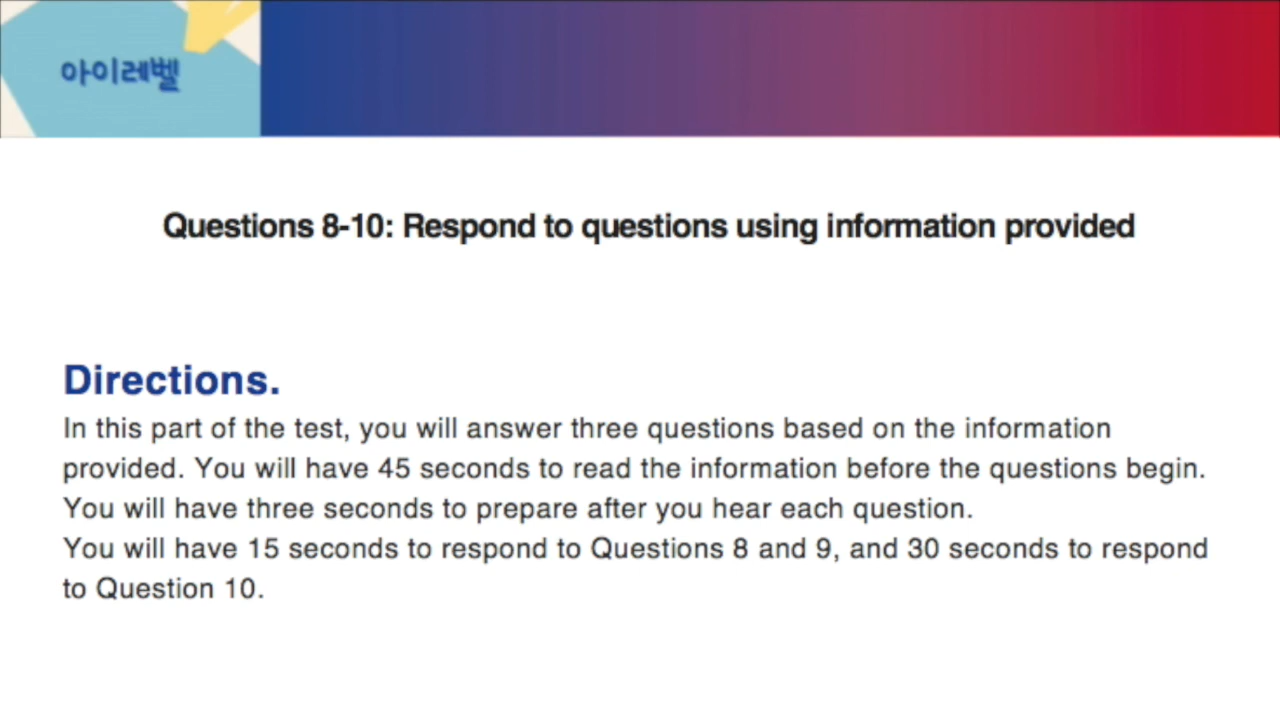 아이레벨
Questions 8-10: Respond to questions using information provided
Directions.
In this part of the test, you will answer three questions based on the information
provided. You will have 45 seconds to read the information before the questions begin.
You will have three seconds to prepare after you hear each question.
You will have 15 seconds to respond to Questions 8 and 9, and 30 seconds to respond
to Question 10.